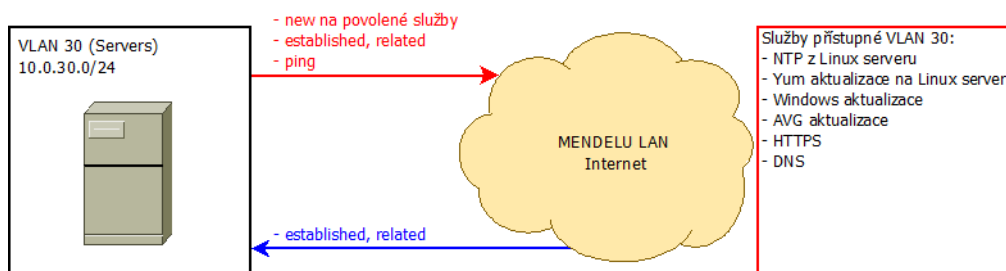 VLAN 30 (Servers)
10.0.30.0/24
- new na povolené služby
- established, related
- ping
MENDELU LAN
Internet
- established, related
Služby přístupné VLAN 30:
- NTP z Linux serveru
- Yum aktualizace na Linux server
- Windows aktualizace
- AVG aktualizace
- HTTPS
- DNS